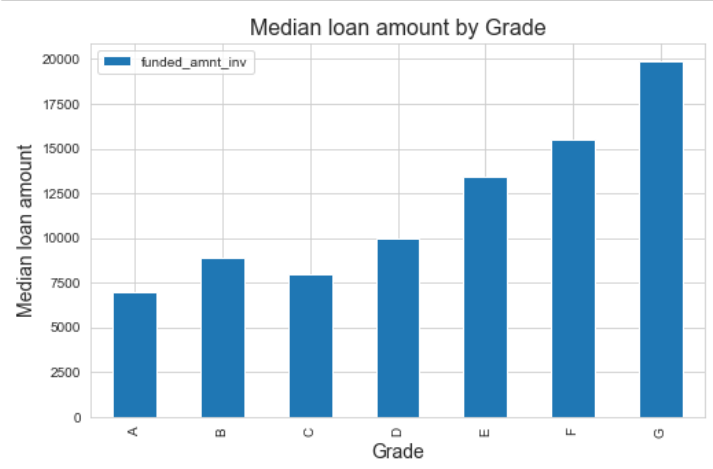 Median loan amount by Grade
funded_amnt_inv
20000
17500
15000
12500
10000
7500
5000
2500
0
Median loan amount
A B C D E F G
Grade